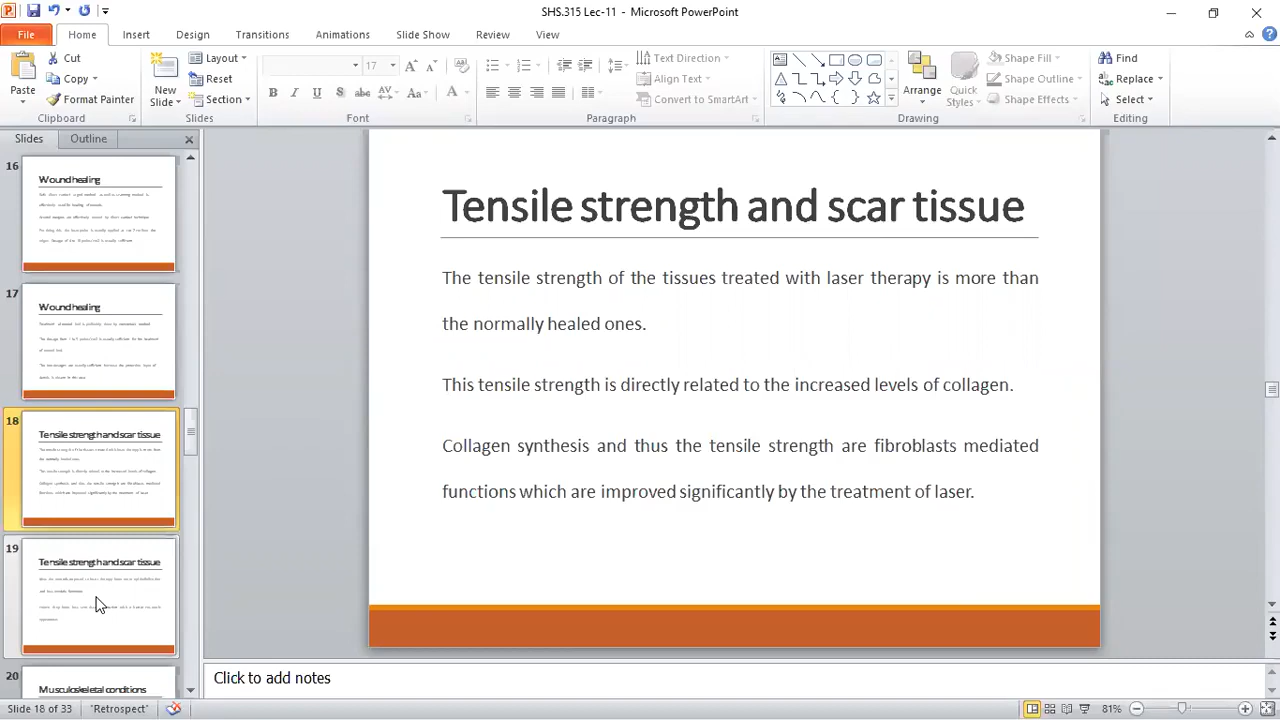 SHS.315 Lec-11 - Microsoft PowerPoint
File Home Insert Design Transitions Animations Slide Show Review View
Paste Cut Copy Format Painter Clipboard
New Slide Layout Reset Section Slides
17 Font
Text Direction Align Text Convert to SmartArt Paragraph
Arrange Quick Styles Shape Fill Shape Outline Shape Effects Drawing
Find Replace Select Editing
Slides Outline
16 Wound healing
17 Wound healing
18 Tensile strength and scar tissue
19 Tensile strength and scar tissue
20 Musculoskeletal conditions
Tensile strength and scar tissue
The tensile strength of the tissues treated with laser therapy is more than
the normally healed ones.
This tensile strength is directly related to the increased levels of collagen.
Collagen synthesis and thus the tensile strength are fibroblasts mediated
functions which are improved significantly by the treatment of laser.
Click to add notes
Slide 18 of 33 "Retrospect" 81%